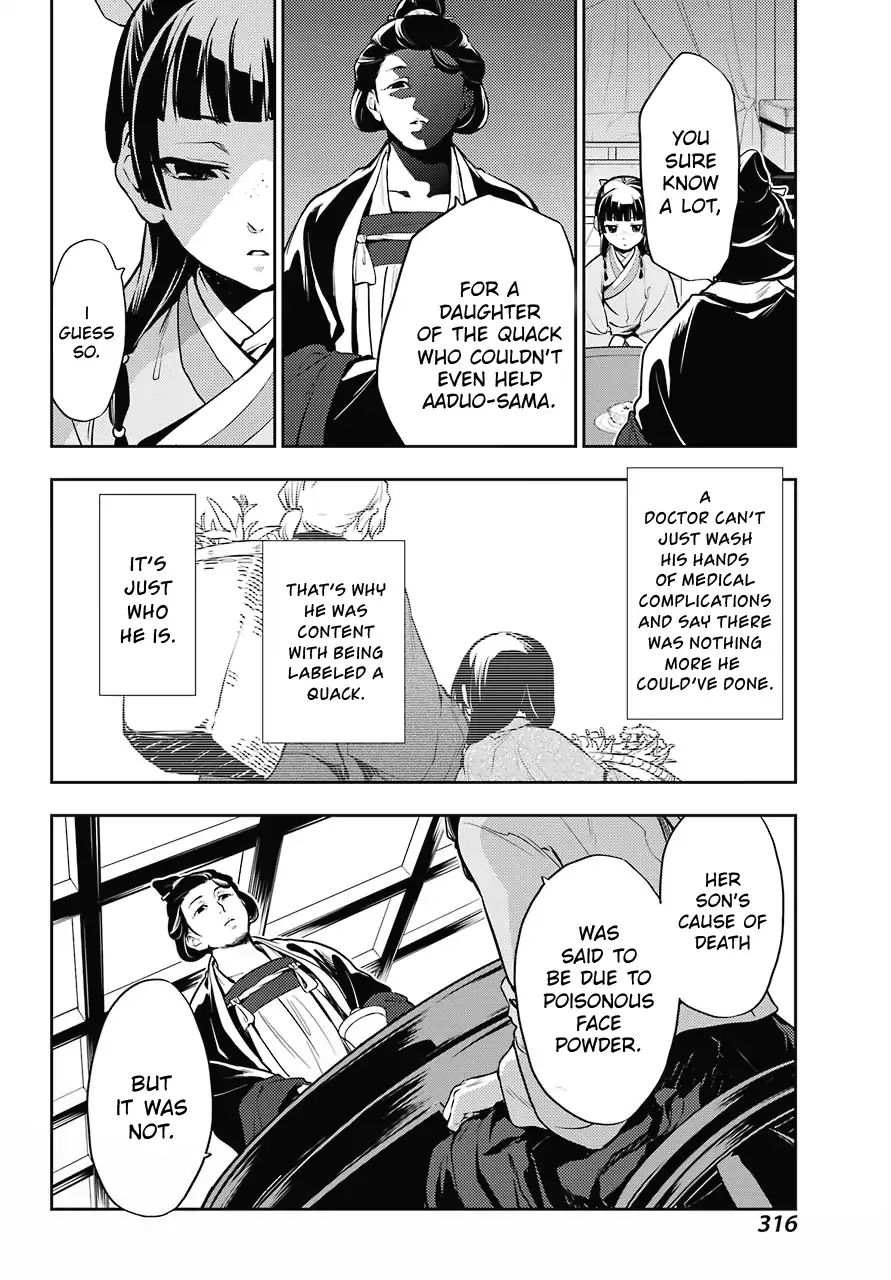 YOU
SURE
KNOW
A LOT,
FOR A
DAUGHTER
OF THE QUACK
WHO COULDN'T
EVEN HELP
AADUO-SAMA.
I
GUESS
SO.
A
DOCTOR CAN'T
JUST WASH
HIS HANDS
OF MEDICAL
COMPLICATIONS
AND SAY THERE
WAS NOTHING
MORE HE
COULD'VE DONE.
THAT'S WHY
HE WAS
CONTENT
WITH BEING
LABELED A
QUACK.
IT'S
JUST
WHO
HE IS.
HER
SON'S
CAUSE OF
DEATH
WAS
SAID TO
BE DUE TO
POISONOUS
FACE
POWDER.
BUT
IT WAS
NOT.
316